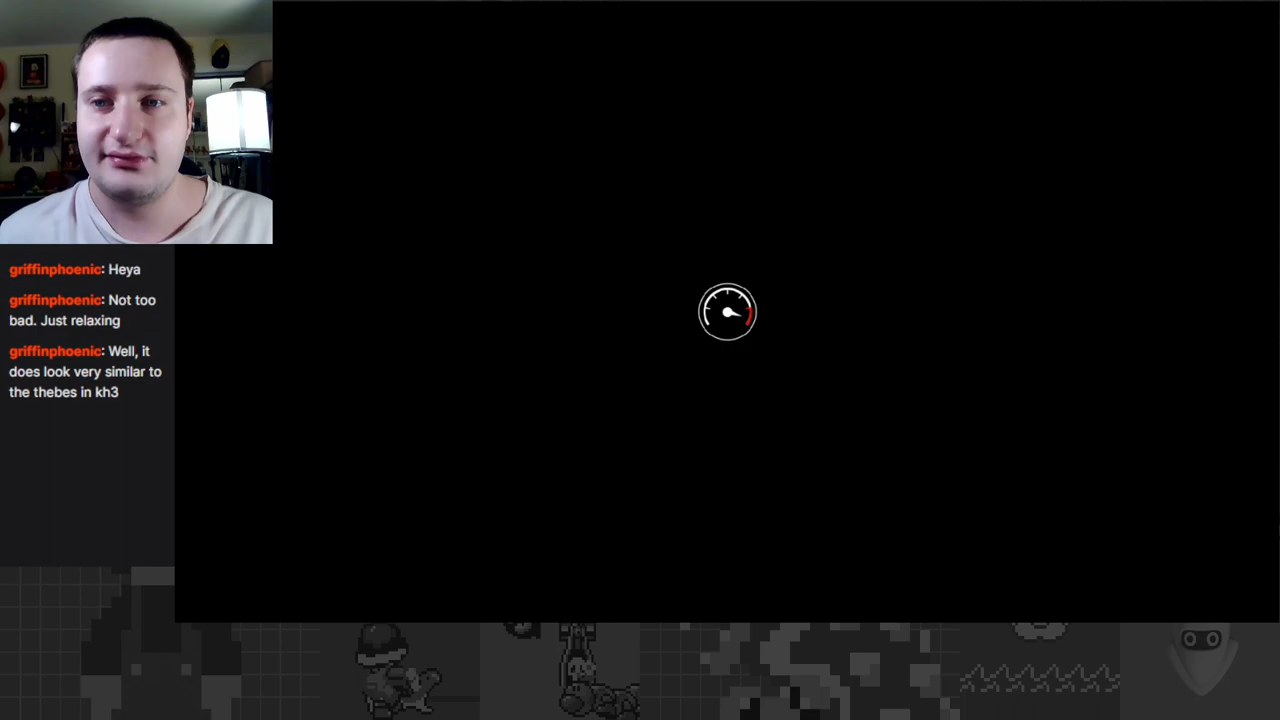 griffinphoenic: Heya
griffinphoenic: Not too
bad. Just relaxing
griffinphoenic: Well, it
does look very similar to
the thebes in kh3